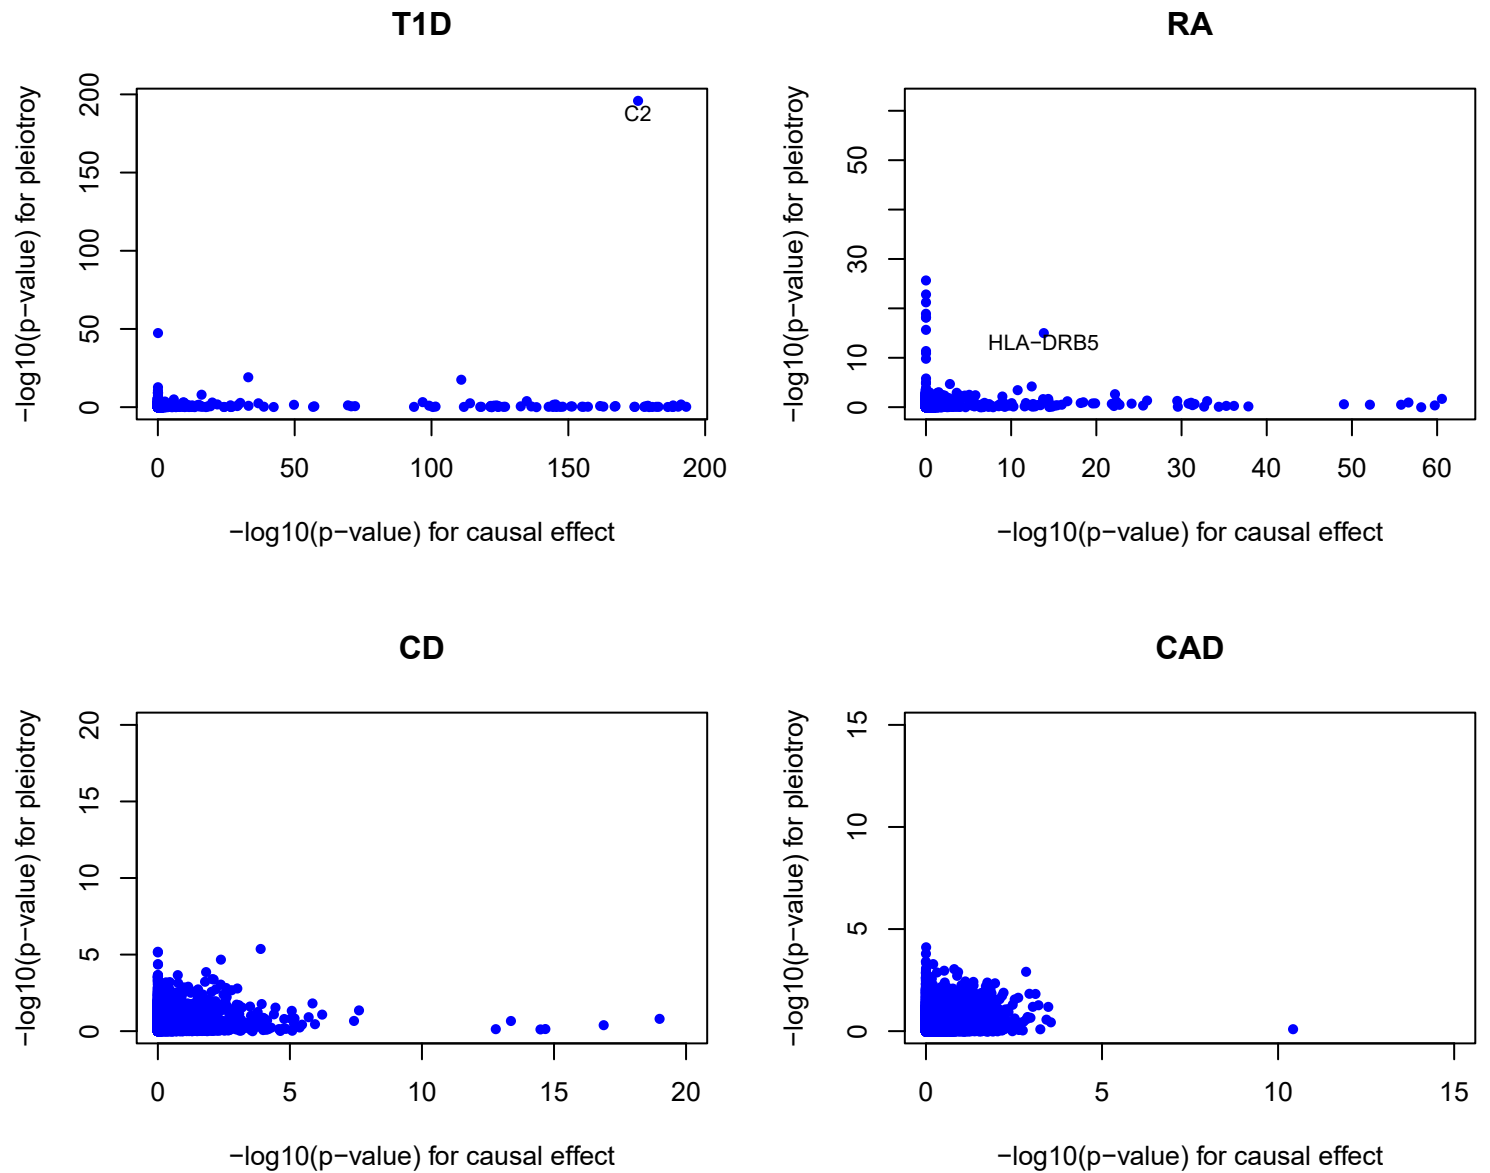 T1D
−log10(p−value) for pleiotroy
200
150
100
50
0
C2
0 50 100 150 200
−log10(p−value) for causal effect
RA
−log10(p−value) for pleiotroy
50
30
10
0
HLA−DRB5
0 10 20 30 40 50 60
−log10(p−value) for causal effect
CD
−log10(p−value) for pleiotroy
20
15
10
5
0
0 5 10 15 20
−log10(p−value) for causal effect
CAD
−log10(p−value) for pleiotroy
15
10
5
0
0 5 10 15
−log10(p−value) for causal effect